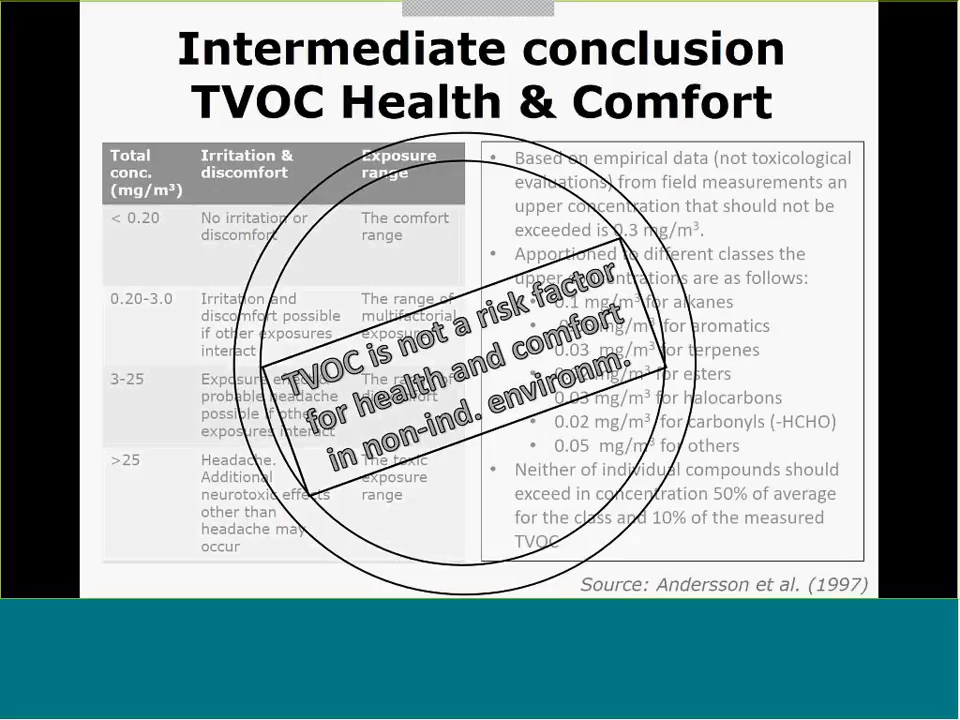 Intermediate conclusion
TVOC Health & Comfort
Total
conc.
(mg/m³)
Irritation &
discomfort
Exposure
range
< 0.20
No irritation or
discomfort
The comfort
range
0.20-3.0
Irritation and
discomfort possible
if other exposures
interact
The range of
multifactorial
exposure
3-25
Exposure
probable headache
possible if other
exposures interact
The
>25
Headache.
Additional
neurotoxic effects
other than
headache may
occur
The toxic
exposure
range
• Based on empirical data (not toxicological
evaluations) from field measurements an
upper concentration that should not be
exceeded is 0.3 mg/m³.
• Apportioned to different classes the
upper concentrations are as follows:
• 0.1 mg/m³ for alkanes
• mg/m³ for aromatics
• 0.03 mg/m³ for terpenes
• mg/m³ for esters
• 0.03 mg/m³ for halocarbons
• 0.02 mg/m³ for carbonyls (-HCHO)
• 0.05 mg/m³ for others
• Neither of individual compounds should
exceed in concentration 50% of average
for the class and 10% of the measured
TVOC
TVOC is not a risk factor
for health and comfort
in non-ind. environm.
Source: Andersson et al. (1997)